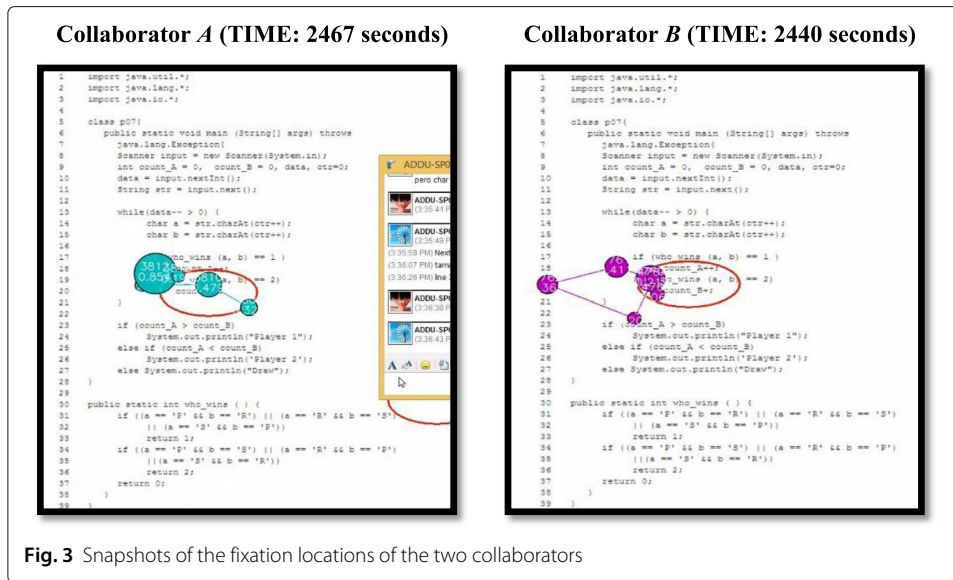 Collaborator A (TIME: 2467 seconds)
1 import java.util.*;
2 import java.lang.*;
3 import java.io.*;
4
5 class p07{
6 public static void main (String[] args) throws
7 java.lang.Exception{
8 Scanner input = new Scanner(System.in);
9 int count_A = 0, count_B = 0, data, ctr=0;
10 data = input.nextInt();
11 String str = input.next();
12
13 while(data-- > 0) {
14 char a = str.charAt(ctr++);
15 char b = str.charAt(ctr++);
16
17 who_wins (a, b) == 1 )
18
19 (a, b) == 2)
20 coun
21 }
22
23 if (count_A > count_B)
24 System.out.println("Player 1");
25 else if (count_A < count_B)
26 System.out.println('Player 2');
27 else System.out.println("Draw");
28 }
29
30 public static int who_wins ( ) {
31 if ((a == 'P' && b == 'R') || (a == 'R' && b == 'S')
32 || (a == 'S' && b == 'P'))
33 return 1;
34 if ((a == 'P' && b == 'S') || (a == 'R' && b == 'P')
35 ||(a == 'S' && b == 'R'))
36 return 2;
37 return 0;
38 }
39 }
3812
0.859
ADDU-SP0
pero char
ADDU-SP
(3:35:41 P
ADDU-SP
(3:35:49 P
(3:35:59 PM) Next
(3:36:07 PM) tama
(3:36:26 PM) lne 2
ADDU-SP
(3:36:38 P
ADDU-SP
(3:36:43 P
A
Collaborator B (TIME: 2440 seconds)
1 import java.util.*;
2 import java.lang.*;
3 import java.io.*;
4
5 class p07{
6 public static void main (String[] args) throws
7 java.lang.Exception{
8 Scanner input = new Scanner(System.in);
9 int count_A = 0, count_B = 0, data, ctr=0;
10 data = input.nextInt();
11 String str = input.next();
12
13 while(data-- > 0) {
14 char a = str.charAt(ctr++);
15 char b = str.charAt(ctr++);
16
17 if (who_wins (a, b) == 1 )
18 count_A++;
19 wins (a, b) == 2)
20 count_B+;
21 }
22
23 if (count_A > count_B)
24 System.out.println("Player 1");
25 else if (count_A < count_B)
26 System.out.println('Player 2');
27 else System.out.println("Draw");
28 }
29
30 public static int who_wins ( ) {
31 if ((a == 'P' && b == 'R') || (a == 'R' && b == 'S')
32 || (a == 'S' && b == 'P'))
33 return 1;
34 if ((a == 'P' && b == 'S') || (a == 'R' && b == 'P')
35 ||(a == 'S' && b == 'R'))
36 return 2;
37 return 0;
38 }
39 }
41
36
20
Fig. 3 Snapshots of the fixation locations of the two collaborators